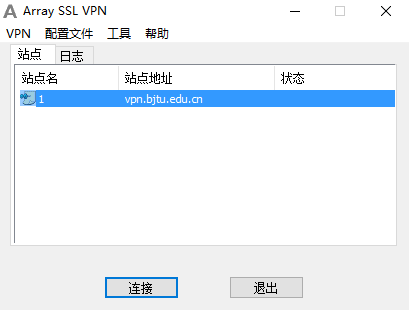 Array SSL VPN
VPN 配置文件 工具 帮助
站点 日志
站点名 站点地址 状态
1 vpn.bjtu.edu.cn
连接 退出